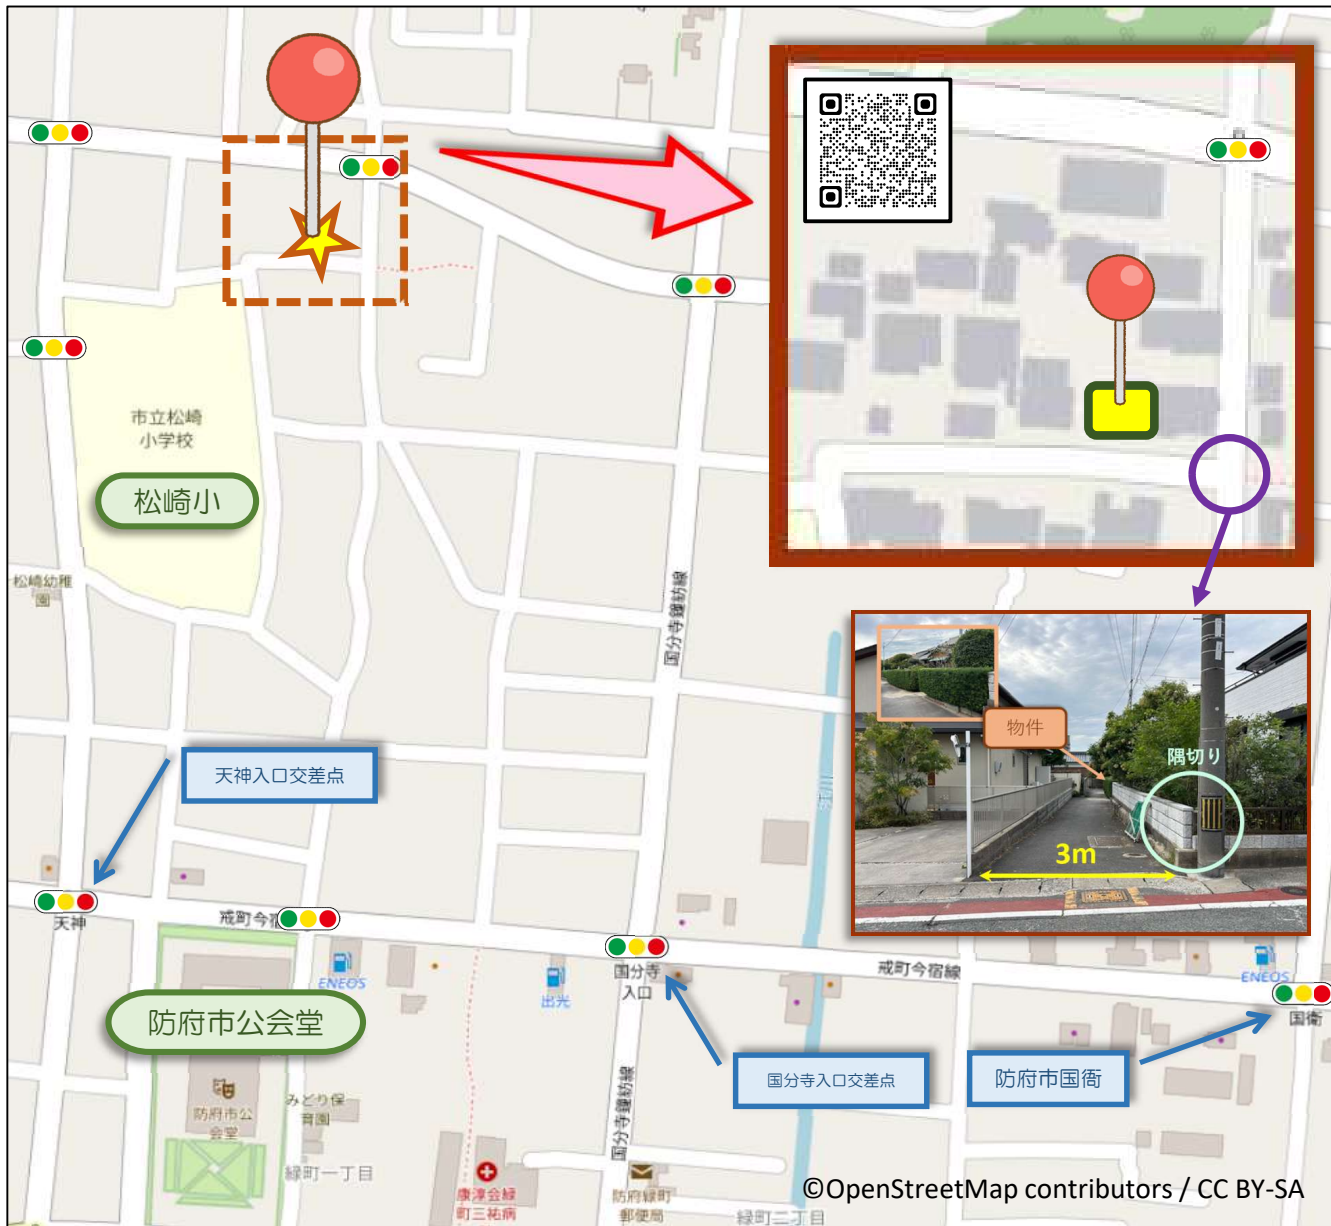 市立松崎
小学校
松崎小
松崎幼稚
園
国分寺鐘紡線
天神入口交差点
物件
隅切り
3m
天神
戒町今宿
ENEOS
出光
国分寺
入口
戒町今宿線
ENEOS
国衙
防府市公会堂
国分寺入口交差点
防府市国衙
防府市公
会堂
みどり保
育園
国分寺鐘紡線
緑町一丁目
康淳会緑
町三祐病
防府緑町
郵便局
緑町二丁目
©OpenStreetMap contributors / CC BY-SA